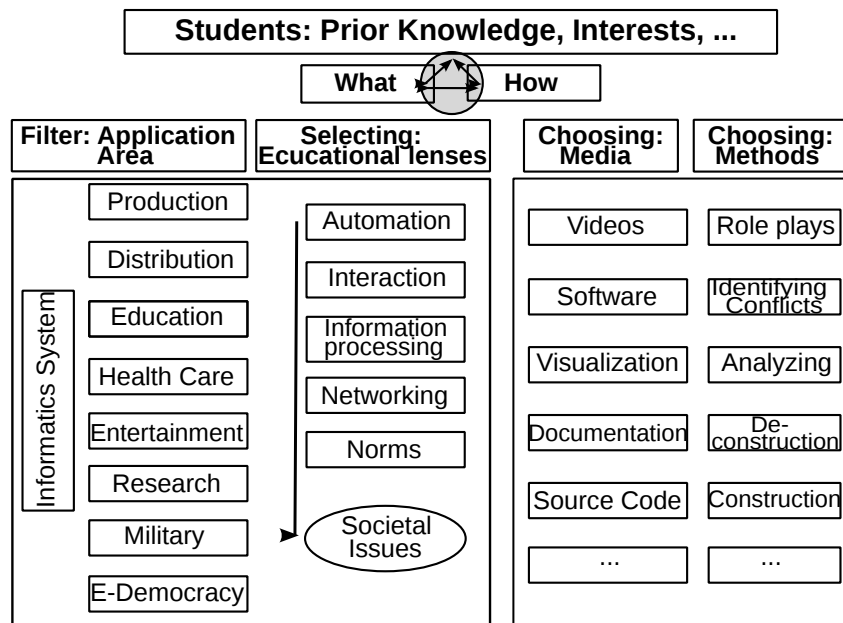 Students: Prior Knowledge, Interests, ...
What
How
Filter: Application
Area
Selecting:
Ecucational lenses
Choosing:
Media
Choosing:
Methods
Informatics System
Production
Distribution
Education
Health Care
Entertainment
Research
Military
E-Democracy
Automation
Interaction
Information
processing
Networking
Norms
Societal
Issues
Videos
Software
Visualization
Documentation
Source Code
...
Role plays
Identifying
Conflicts
Analyzing
De-
construction
Construction
...